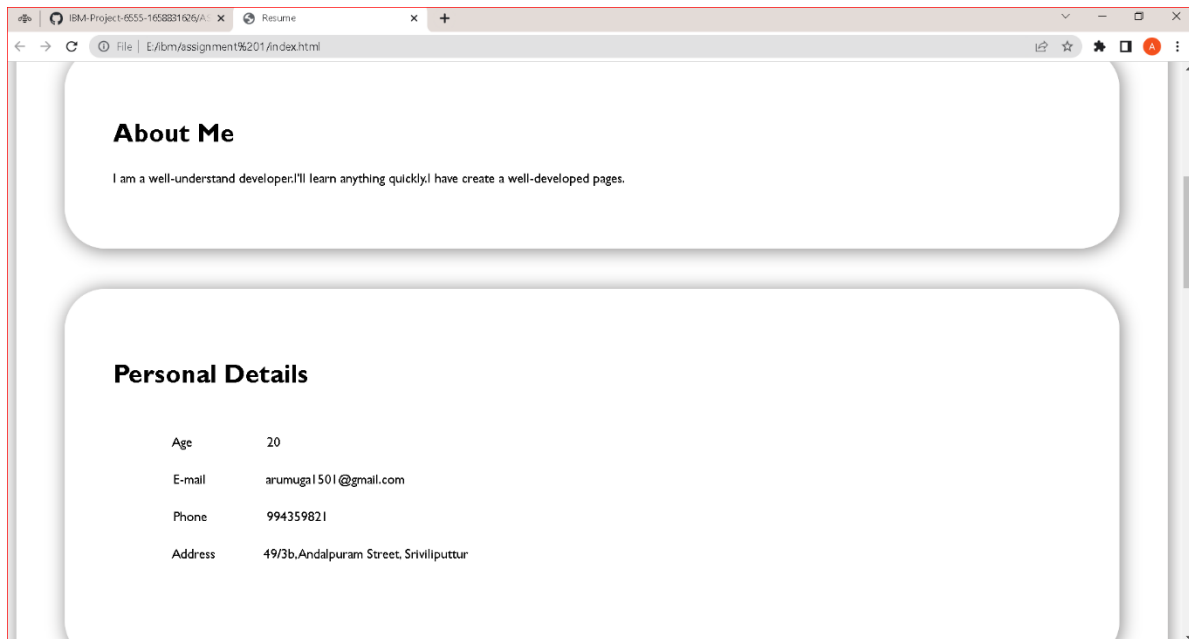 IBM-Project-6555-1658831626/A
Resume
File | E:/ibm/assignment%201/index.html
A
About Me
I am a well-understand developer.I'll learn anything quickly.I have create a well-developed pages.
Personal Details
Age 20
E-mail arumuga1501@gmail.com
Phone 994359821
Address 49/3b,Andalpuram Street, Sriviliputtur